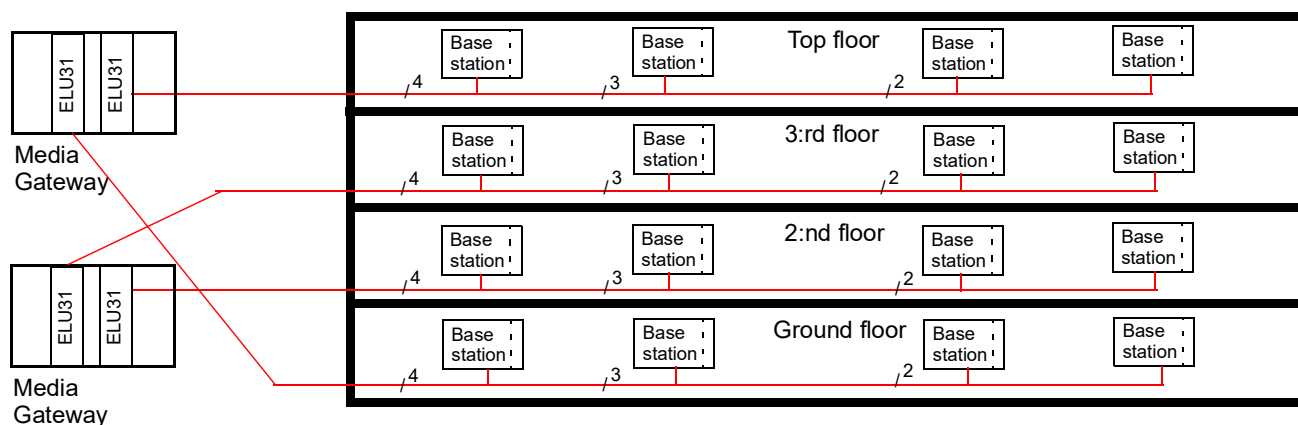 Base
station
Base
station
Top floor
Base
station
Base
station
ELU31
ELU31
4
3
2
Media
Gateway
Base
station
Base
station
3:rd floor
Base
station
Base
station
4
3
2
Base
station
Base
station
2:nd floor
Base
station
Base
station
ELU31
ELU31
4
3
2
Media
Gateway
Base
station
Base
station
Ground floor
Base
station
Base
station
4
3
2